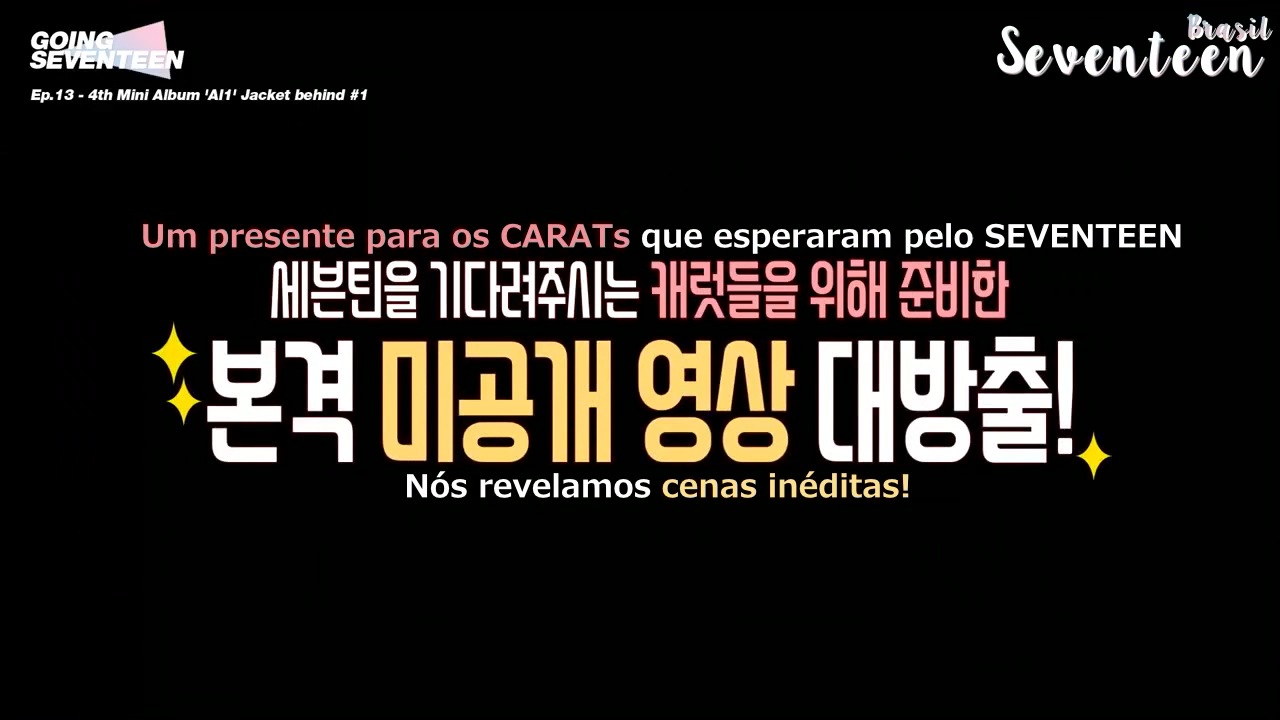 GOING
SEVENTEEN
Ep.13 - 4th Mini Album 'Al1' Jacket behind #1
Brasil
Seventeen
Um presente para os CARATs que esperaram pelo SEVENTEEN
세븐틴을 기다려주시는 캐럿들을 위해 준비한
본격 미공개 영상 대방출!
Nós revelamos cenas inéditas!